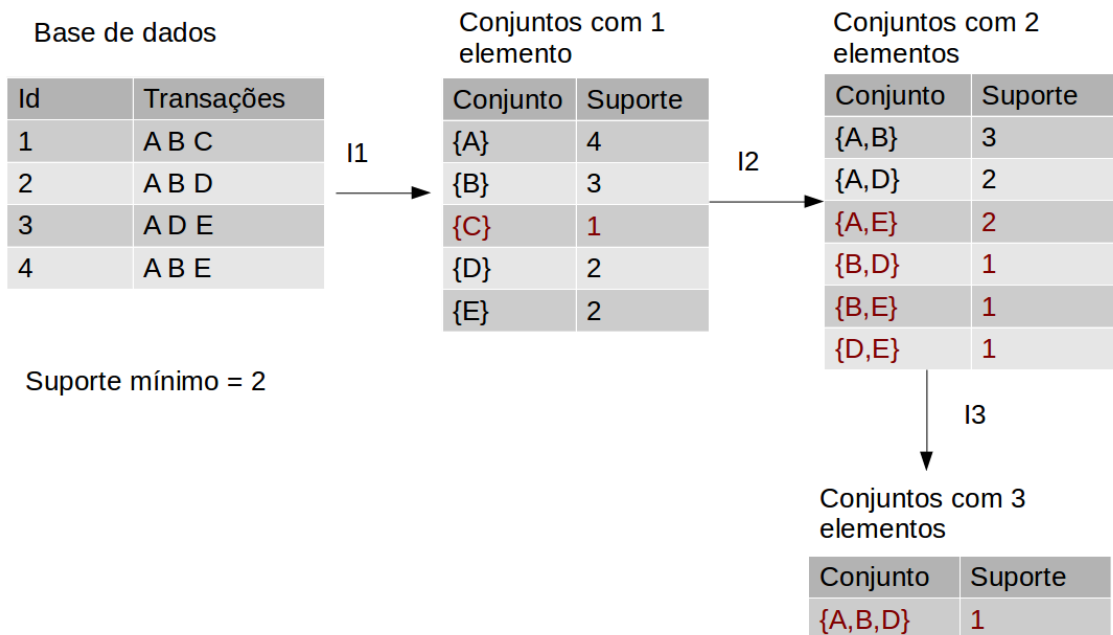 Base de dados
Id Transações
1 A B C
2 A B D
3 A D E
4 A B E
Suporte mínimo = 2
I1
Conjuntos com 1
elemento
Conjunto Suporte
{A} 4
{B} 3
{C} 1
{D} 2
{E} 2
I2
Conjuntos com 2
elementos
Conjunto Suporte
{A,B} 3
{A,D} 2
{A,E} 2
{B,D} 1
{B,E} 1
{D,E} 1
I3
Conjuntos com 3
elementos
Conjunto Suporte
{A,B,D} 1